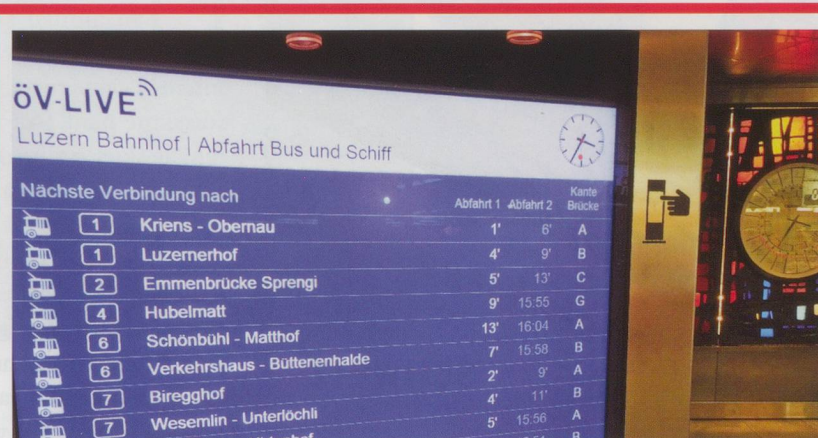 öV-LIVE
Luzern Bahnhof | Abfahrt Bus und Schiff
Nächste Verbindung nach Abfahrt 1 Abfahrt 2 Kante Brücke
1 Kriens - Obernau 1' 6' A
1 Luzernerhof 4' 9' B
2 Emmenbrücke Sprengi 5' 13' C
4 Hubelmatt 9' 15:55 G
6 Schönbühl - Matthof 13' 16:04 A
6 Verkehrshaus - Büttenenhalde 7' 15:58 B
7 Biregghof 2' 9' A
7 Wesemlin - Unterlöchli 4' 11' B
5' 15:56 A
B